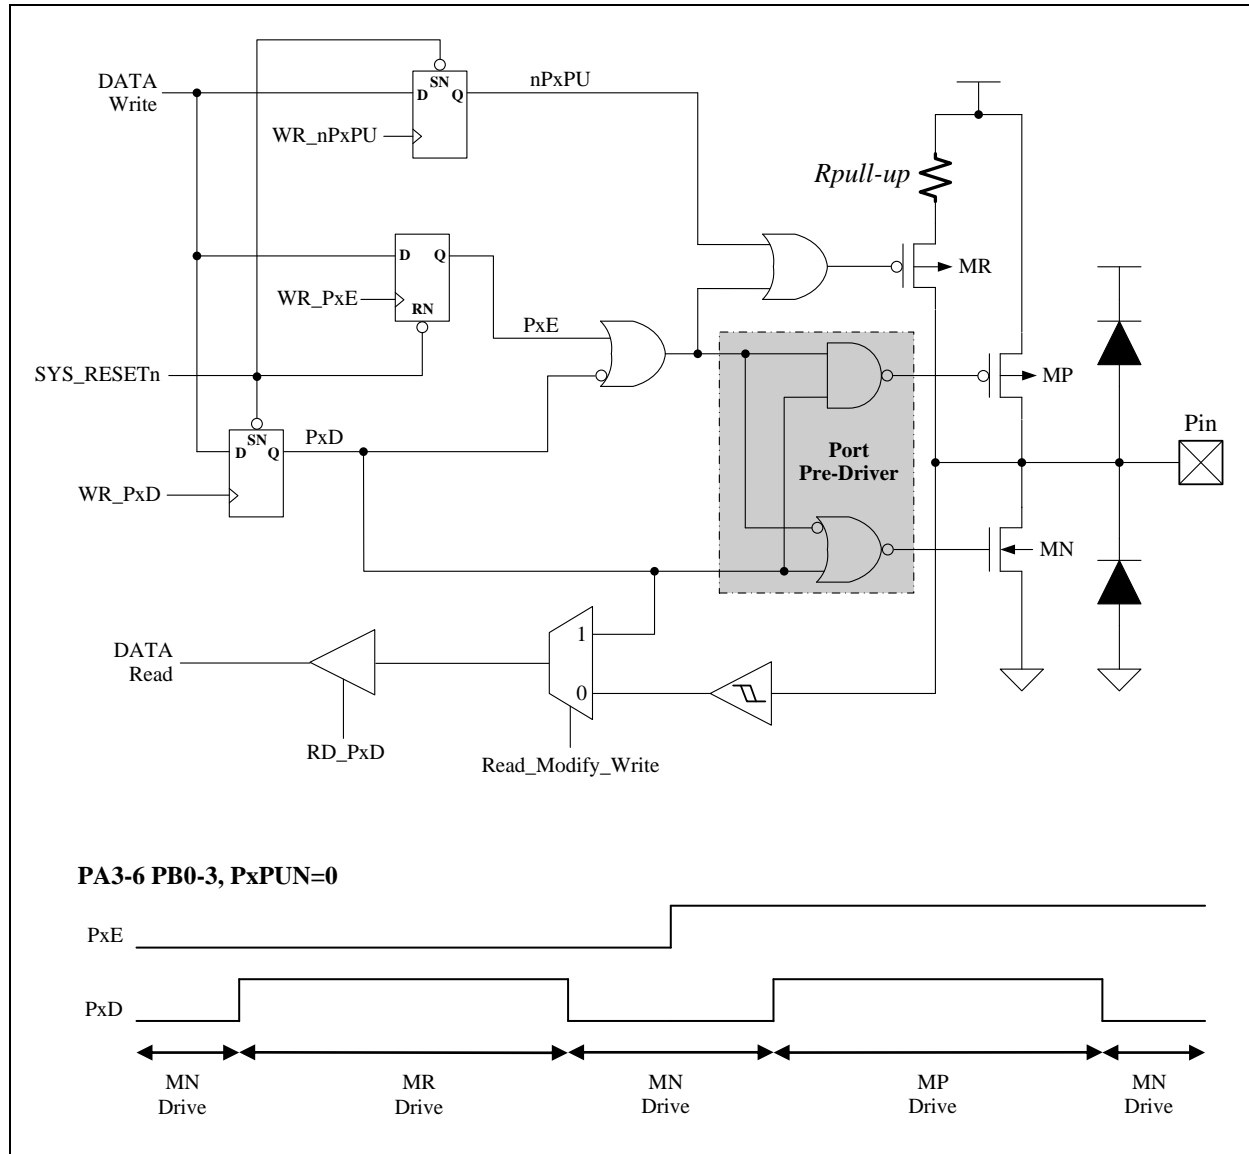 DATA
Write
SN
D
Q
nPxPU
WR_nPxPU
Rpull-up
D
Q
MR
WR_PxE
RN
PxE
SYS_RESETn
MP
SN
D
Q
PxD
Port
Pre-Driver
Pin
WR_PxD
MN
1
DATA
Read
0
RD_PxD
Read_Modify_Write
PA3-6 PB0-3, PxPUN=0
PxE
PxD
MN
Drive
MR
Drive
MN
Drive
MP
Drive
MN
Drive